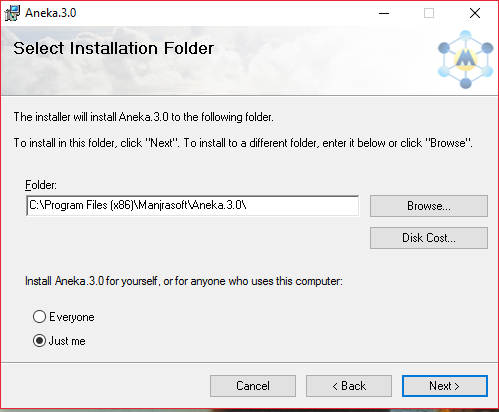 Aneka.3.0
Select Installation Folder
The installer will install Aneka.3.0 to the following folder.
To install in this folder, click "Next". To install to a different folder, enter it below or click "Browse".
Folder:
C:\Program Files (x86)\Manjrasoft\Aneka.3.0\
Browse...
Disk Cost...
Install Aneka.3.0 for yourself, or for anyone who uses this computer:
Everyone
Just me
Cancel
< Back
Next >